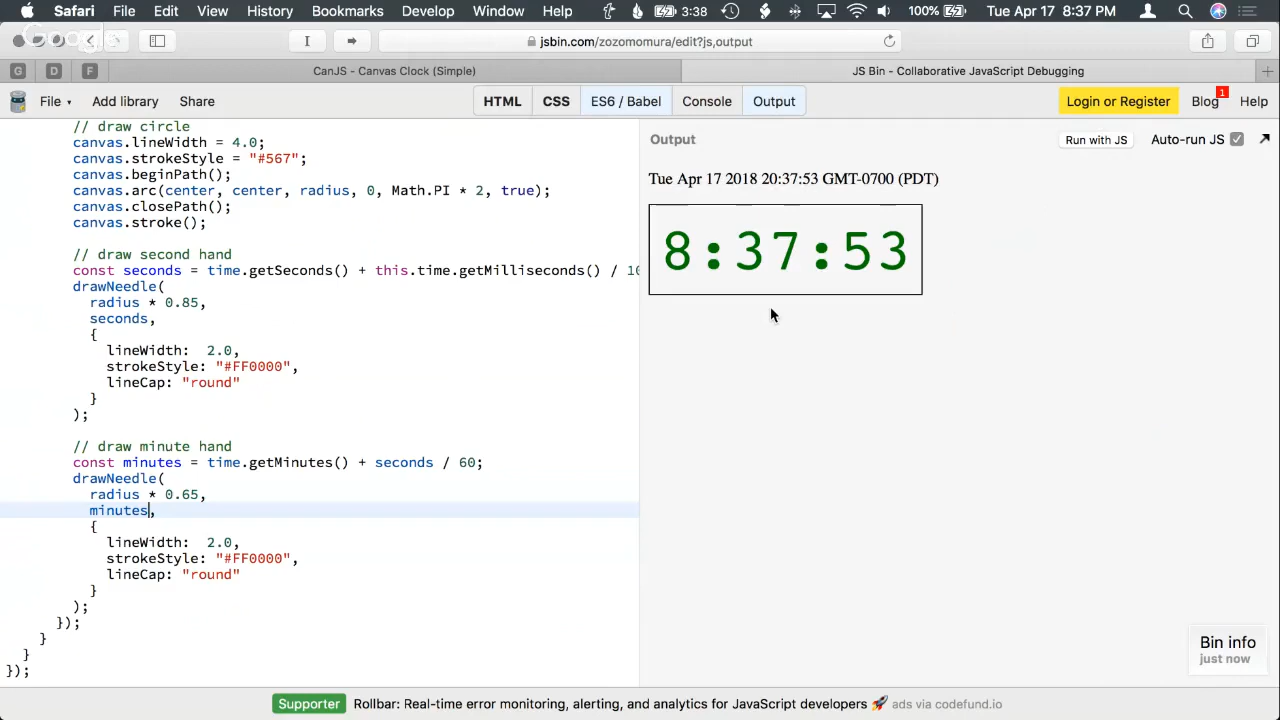 Safari File Edit View History Bookmarks Develop Window Help 3:38 100% Tue Apr 17 8:37 PM
Google
jsbin.com/zozomomura/edit?js,output
G D F CanJS - Canvas Clock (Simple) JS Bin - Collaborative JavaScript Debugging
File Add library Share HTML CSS ES6 / Babel Console Output Login or Register Blog 1 Help
Output Run with JS Auto-run JS
Tue Apr 17 2018 20:37:53 GMT-0700 (PDT)
8:37:53
// draw circle
canvas.lineWidth = 4.0;
canvas.strokeStyle = "#567";
canvas.beginPath();
canvas.arc(center, center, radius, 0, Math.PI * 2, true);
canvas.closePath();
canvas.stroke();
// draw second hand
const seconds = time.getSeconds() + this.time.getMilliseconds() / 10
drawNeedle(
radius * 0.85,
seconds,
{
lineWidth: 2.0,
strokeStyle: "#FF0000",
lineCap: "round"
}
);
// draw minute hand
const minutes = time.getMinutes() + seconds / 60;
drawNeedle(
radius * 0.65,
minutes,
{
lineWidth: 2.0,
strokeStyle: "#FF0000",
lineCap: "round"
}
);
});
}
}
});
Bin info
just now
Supporter Rollbar: Real-time error monitoring, alerting, and analytics for JavaScript developers 🚀 ads via codefund.io